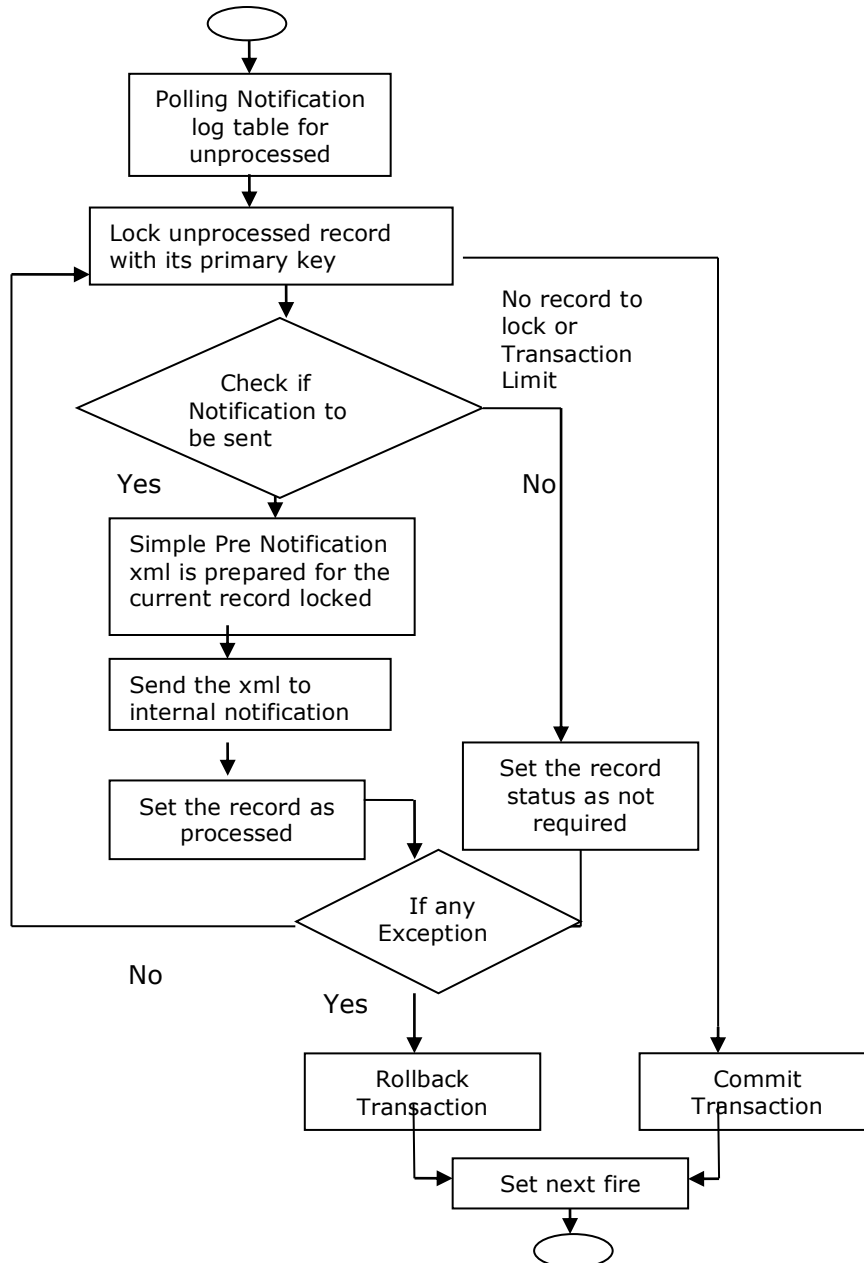 Polling Notification
log table for
unprocessed
Lock unprocessed record
with its primary key
No record to
lock or
Transaction
Limit
Check if
Notification to
be sent
Yes
No
Simple Pre Notification
xml is prepared for the
current record locked
Send the xml to
internal notification
Set the record as
processed
Set the record
status as not
required
If any
Exception
No
Yes
Rollback
Transaction
Commit
Transaction
Set next fire